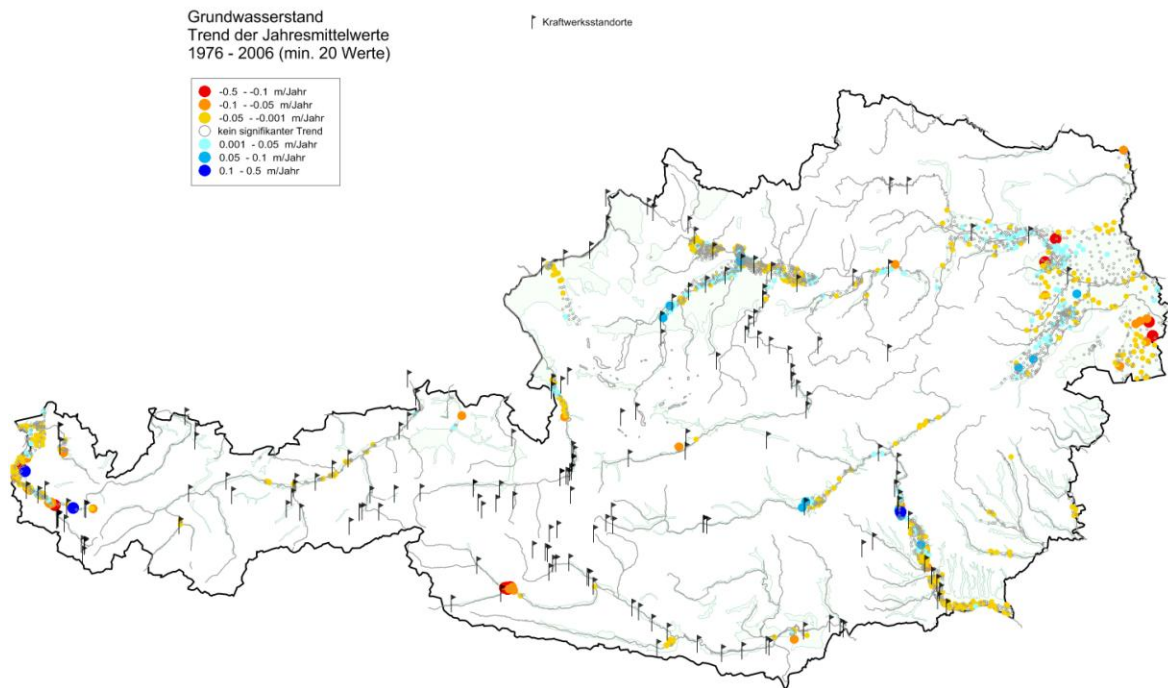 Grundwasserstand
Trend der Jahresmittelwerte
1976 - 2006 (min. 20 Werte)
Kraftwerksstandorte
-0.5 - -0.1 m/Jahr
-0.1 - -0.05 m/Jahr
-0.05 - -0.001 m/Jahr
kein signifikanter Trend
0.001 - 0.05 m/Jahr
0.05 - 0.1 m/Jahr
0.1 - 0.5 m/Jahr